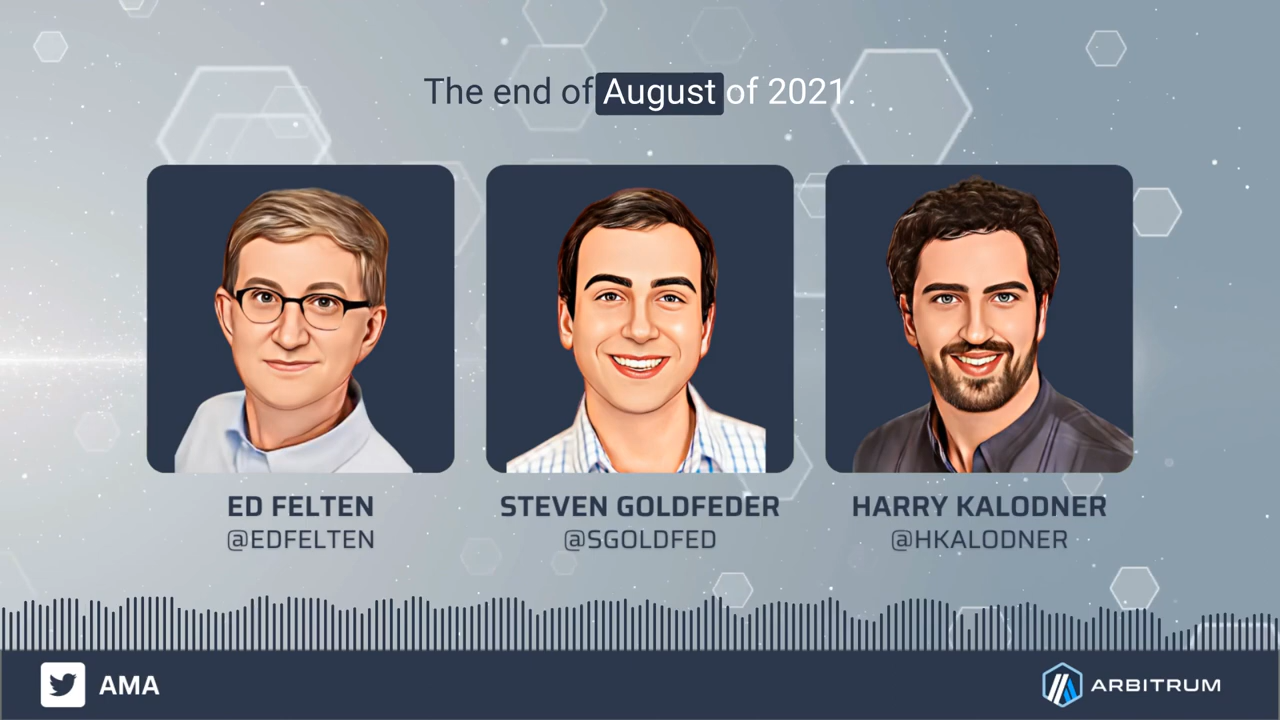 The end of August of 2021.
ED FELTEN
@EDFELTEN
STEVEN GOLDFEDER
@SGOLDFED
HARRY KALODNER
@HKALODNER
AMA
ARBITRUM